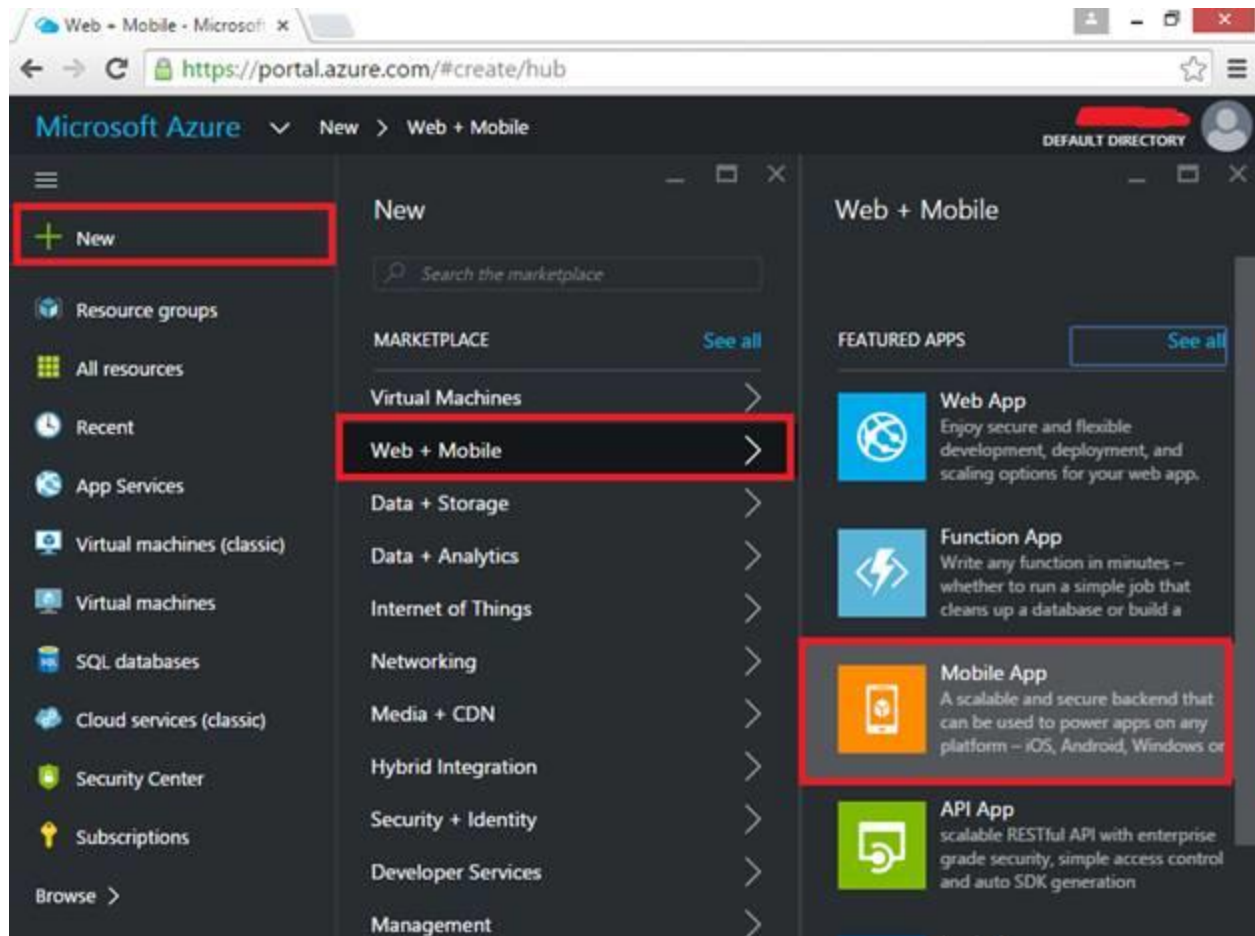 Web + Mobile - Microsoft
https://portal.azure.com/#create/hub
Microsoft Azure New > Web + Mobile
DEFAULT DIRECTORY
New
Resource groups
All resources
Recent
App Services
Virtual machines (classic)
Virtual machines
SQL databases
Cloud services (classic)
Security Center
Subscriptions
Browse >
New
Search the marketplace
MARKETPLACE See all
Virtual Machines
Web + Mobile
Data + Storage
Data + Analytics
Internet of Things
Networking
Media + CDN
Hybrid Integration
Security + Identity
Developer Services
Management
Web + Mobile
FEATURED APPS See all
Web App
Enjoy secure and flexible
development, deployment, and
scaling options for your web app.
Function App
Write any function in minutes –
whether to run a simple job that
cleans up a database or build a
Mobile App
A scalable and secure backend that
can be used to power apps on any
platform – iOS, Android, Windows or
API App
scalable RESTful API with enterprise
grade security, simple access control
and auto SDK generation